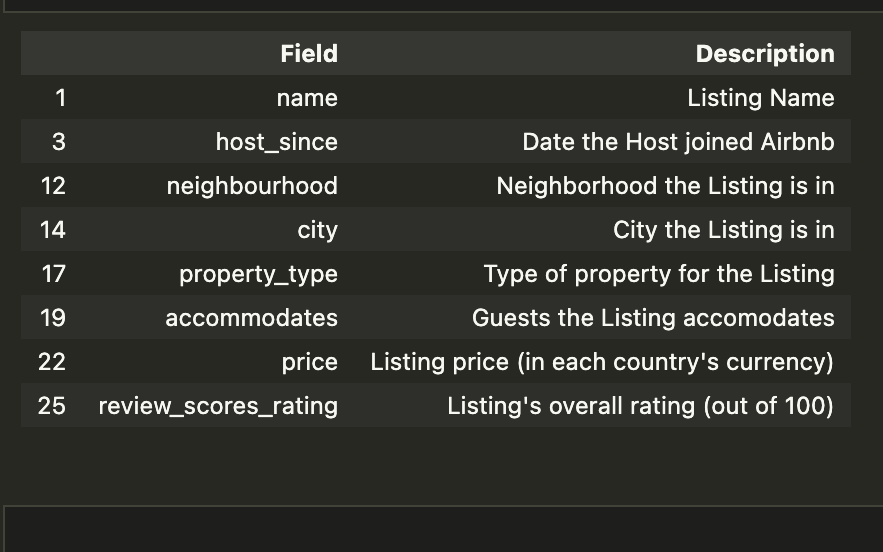 Field Description
1 name Listing Name
3 host_since Date the Host joined Airbnb
12 neighbourhood Neighborhood the Listing is in
14 city City the Listing is in
17 property_type Type of property for the Listing
19 accommodates Guests the Listing accomodates
22 price Listing price (in each country's currency)
25 review_scores_rating Listing's overall rating (out of 100)